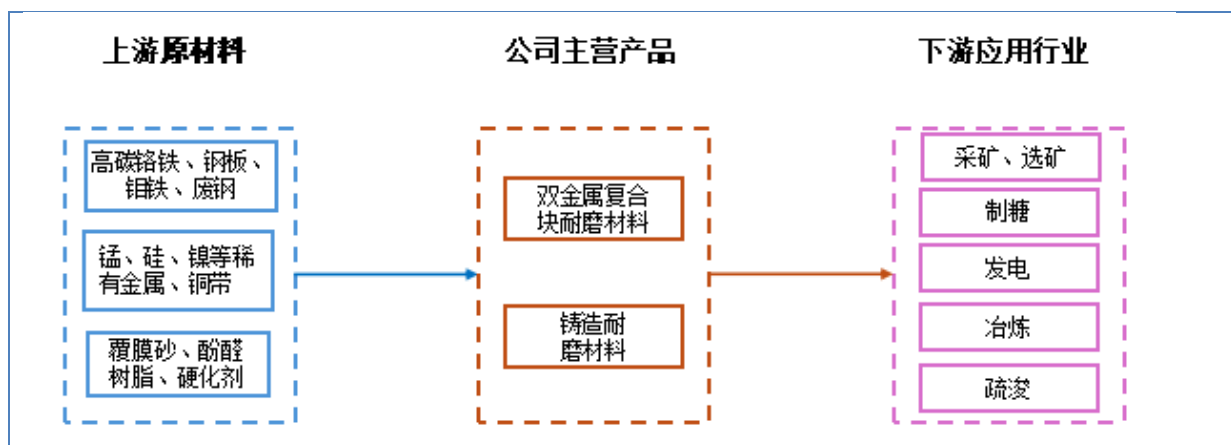 上游原材料
公司主营产品
下游应用行业
高碳铬铁、钢板、
钼铁、废钢
锰、硅、镍等稀
有金属、铜带
覆膜砂、酚醛
树脂、硬化剂
双金属复合
块耐磨材料
铸造耐
磨材料
采矿、选矿
制糖
发电
冶炼
疏浚